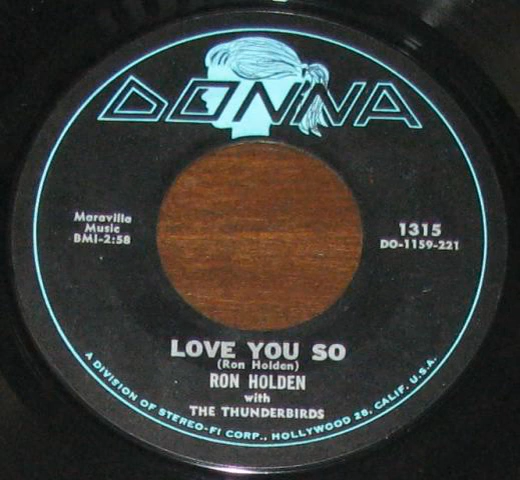 DONNA
Maravilla
Music
BMI-2:58
1315
DO-1159-221
LOVE YOU SO
(Ron Holden)
RON HOLDEN
with
THE THUNDERBIRDS
A DIVISION OF STEREO-FI CORP., HOLLYWOOD 28, CALIF. U.S.A.